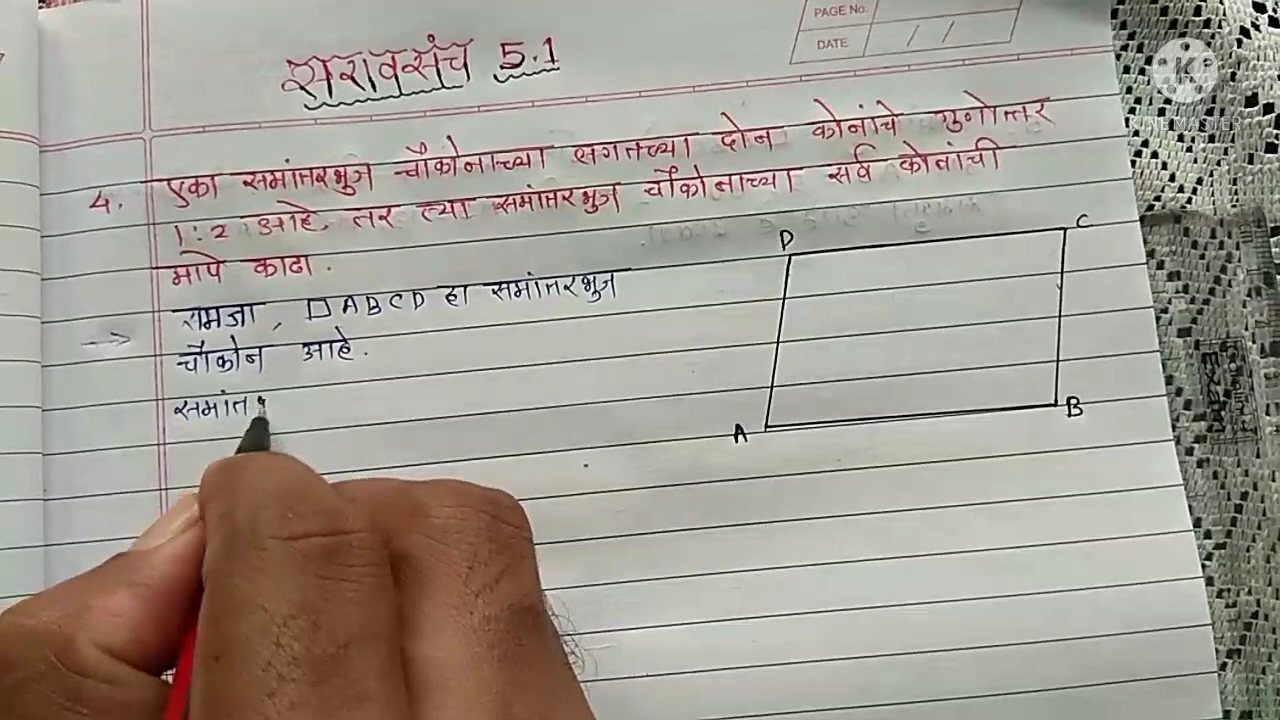 PAGE No.
DATE / /
सरावसंच 5.1
4. एका समांतरभुज चौकोनाच्या लगतच्या दोन कोनांचे गुणोत्तर
1:2 आहे. तर त्या समांतरभुज चौकोनाच्या सर्व कोनांची
मापे काढा.
→ समजा, □ABCD हा समांतरभुज
चौकोन आहे.
समांत
D
C
A
B